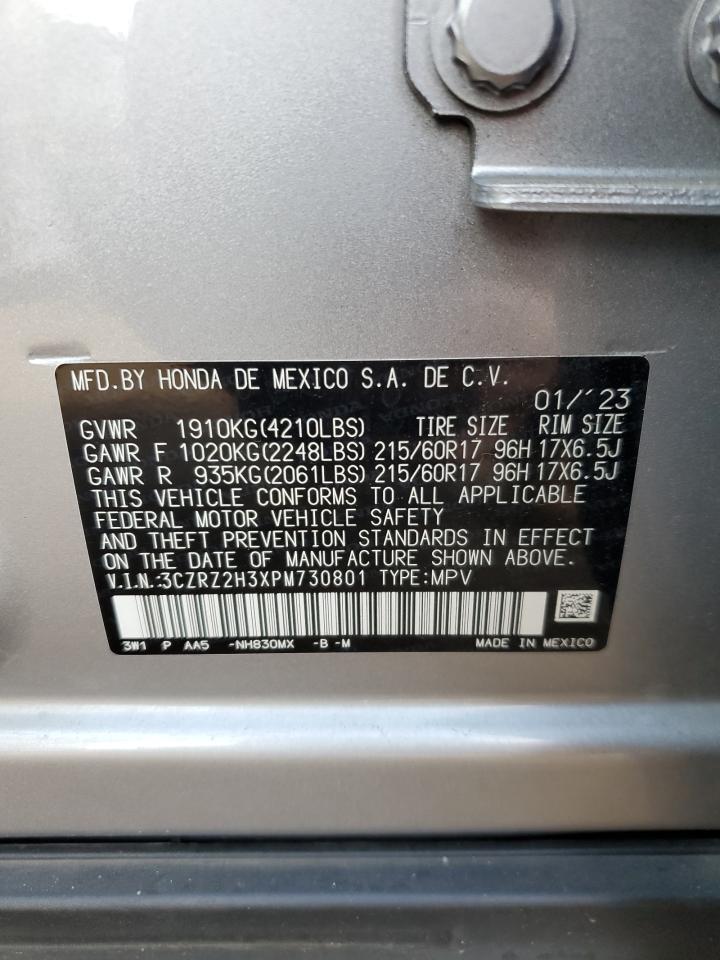 MFD.BY HONDA DE MEXICO S.A. DE C.V.
01/'23
GVWR 1910KG(4210LBS) TIRE SIZE RIM SIZE
GAWR F 1020KG(2248LBS) 215/60R17 96H 17X6.5J
GAWR R 935KG(2061LBS) 215/60R17 96H 17X6.5J
THIS VEHICLE CONFORMS TO ALL APPLICABLE
FEDERAL MOTOR VEHICLE SAFETY
AND THEFT PREVENTION STANDARDS IN EFFECT
ON THE DATE OF MANUFACTURE SHOWN ABOVE.
V.I.N.:3CZRZ2H3XPM730801 TYPE:MPV
3W1 P AA5 -NH830MX -B -M MADE IN MEXICO